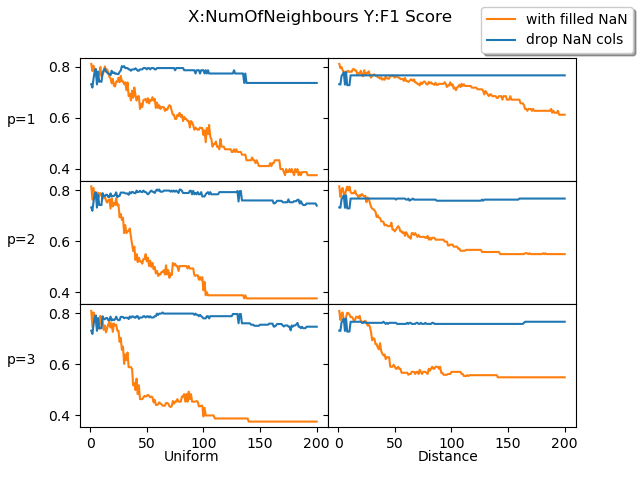 X:NumOfNeighbours Y:F1 Score
with filled NaN
drop NaN cols
0.8
p=1
0.6
0.4
0.8
p=2
0.6
0.4
0.8
p=3
0.6
0.4
0 50 100 150 200 0 50 100 150 200
Uniform Distance